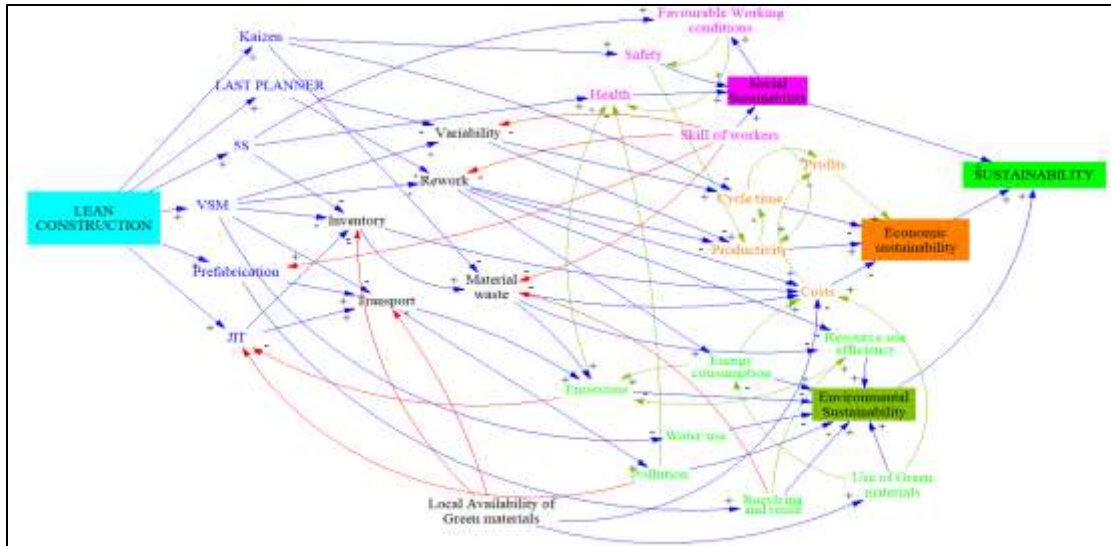 Favourable Working
conditions
Kaizen
Safety
LAST PLANNER
Health
Social
Sustainability
Variability
Skill of workers
5S
Profits
Rework
SUSTAINABILITY
LEAN
CONSTRUCTION
VSM
Cycle time
Inventory
Economic
sustainability
Productivity
Prefabrication
Material
waste
Costs
Transport
JIT
Resource use
efficiency
Energy
consumption
Emissions
Environmental
Sustainability
Water use
Pollution
Use of Green
materials
Local Availability of
Green materials
Recycling
and reuse